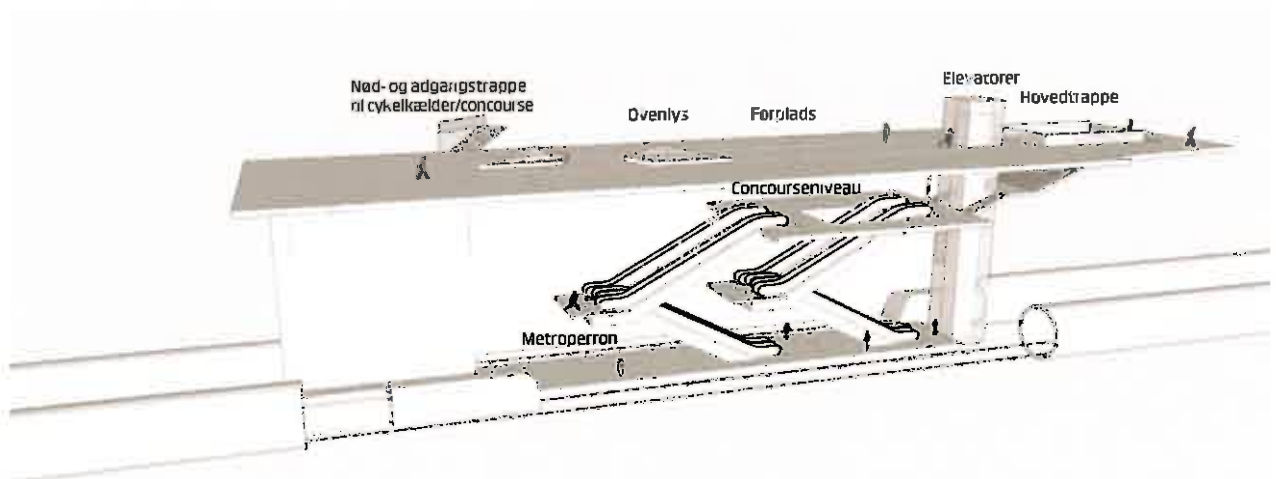 Nød- og adgangstrappe
til cykelkælder/concourse
Ovenlys
Forplads
Elevatorer
Hovedtrappe
Concourseniveau
Metroperron